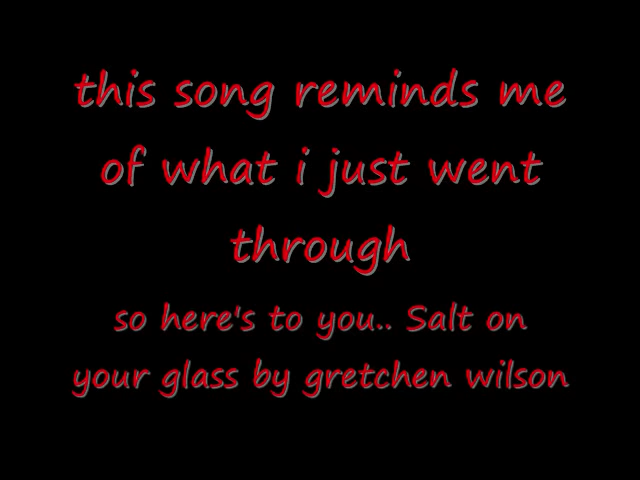 this song reminds me
of what i just went
through
so here's to you.. Salt on
your glass by gretchen wilson